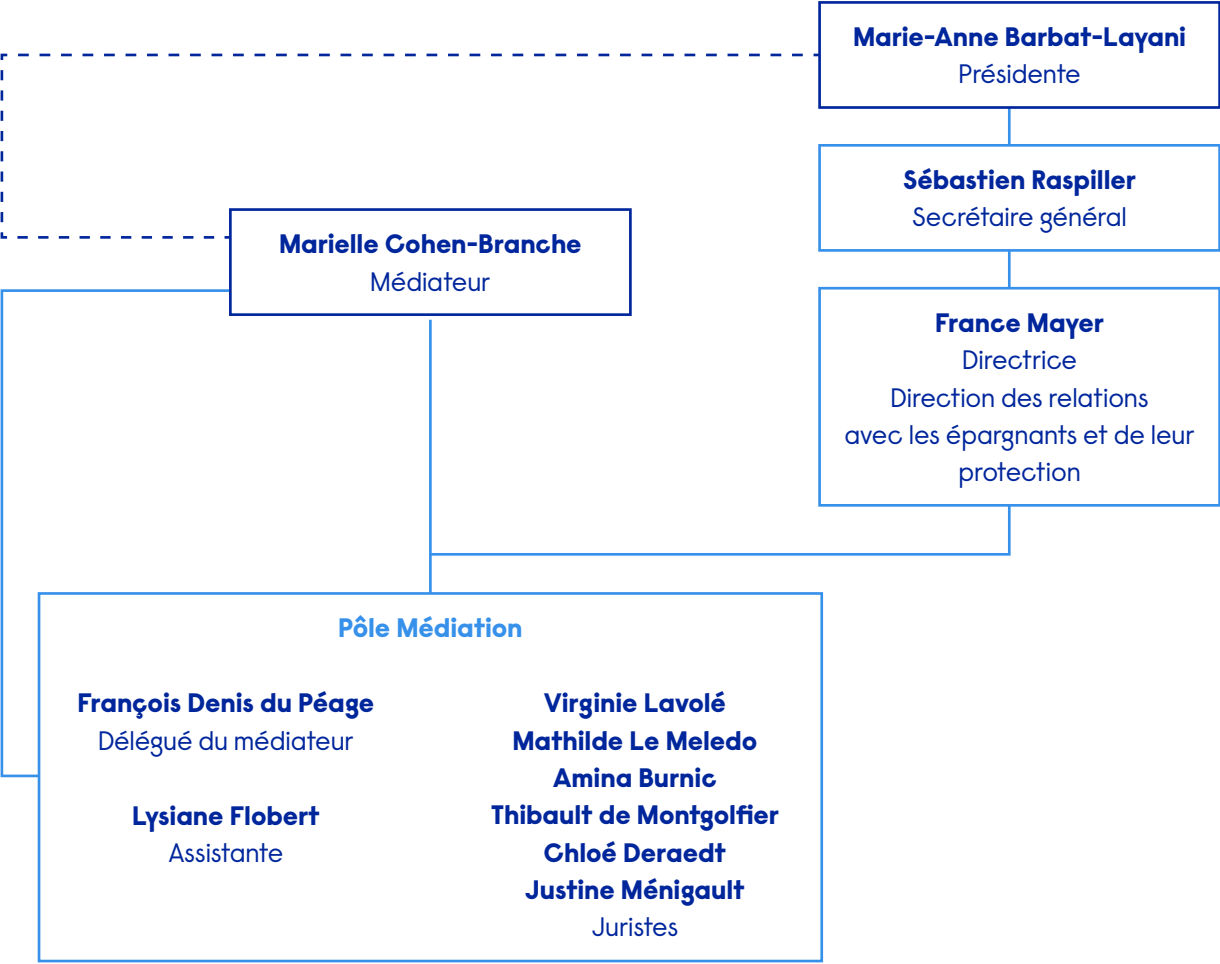 Marie-Anne Barbat-Layani
Présidente
Sébastien Raspiller
Secrétaire général
Marielle Cohen-Branche
Médiateur
France Mayer
Directrice
Direction des relations
avec les épargnants et de leur
protection
Pôle Médiation
François Denis du Péage
Délégué du médiateur
Lysiane Flobert
Assistante
Virginie Lavolé
Mathilde Le Meledo
Amina Burnic
Thibault de Montgolfier
Chloé Deraedt
Justine Ménigault
Juristes